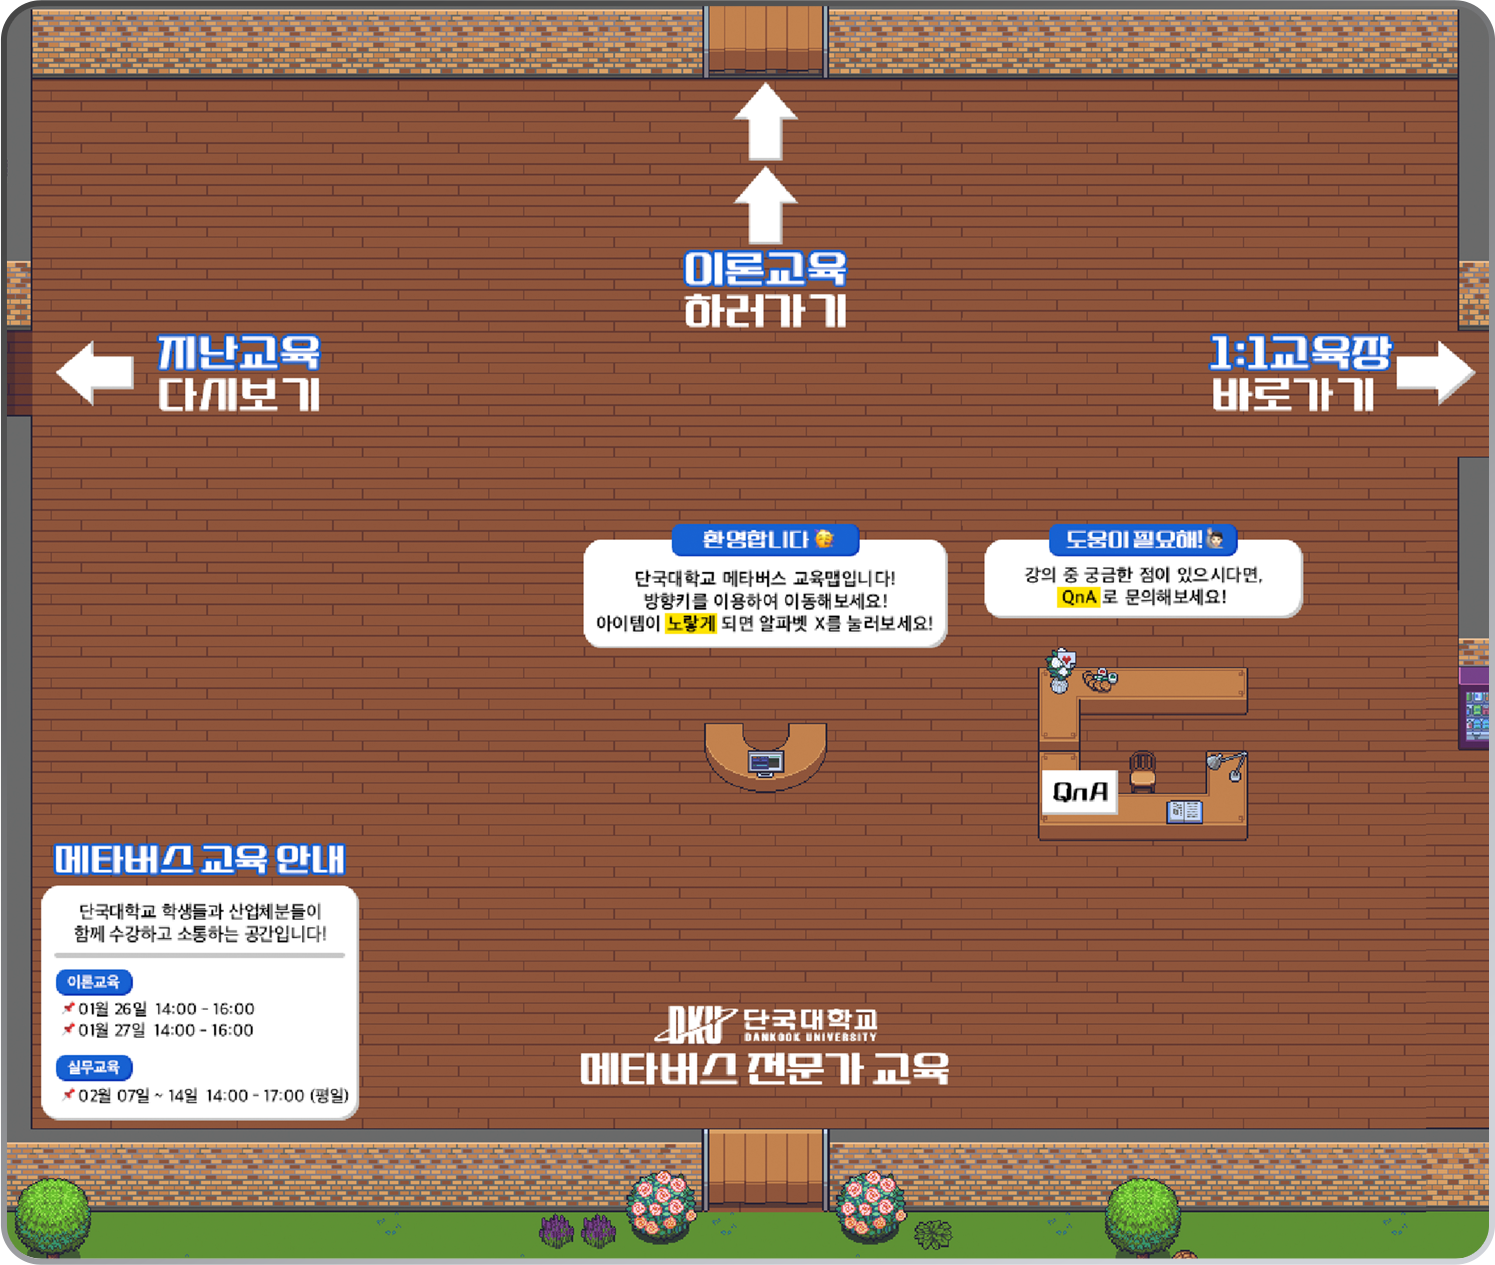 이론교육
하러가기
지난교육
다시보기
1:1교육장
바로가기
환영합니다
단국대학교 메타버스 교육맵입니다!
방향키를 이용하여 이동해보세요!
아이템이 노랗게 되면 알파벳 X를 눌러보세요!
도움이 필요해!
강의 중 궁금한 점이 있으시다면,
QnA 로 문의해보세요!
QnA
메타버스 교육 안내
단국대학교 학생들과 산업체분들이
함께 수강하고 소통하는 공간입니다!
이론교육
01월 26일 14:00 - 16:00
01월 27일 14:00 - 16:00
실무교육
02월 07일 ~ 14일 14:00 - 17:00 (평일)
DKU 단국대학교
DANKOOK UNIVERSITY
메타버스 전문가 교육